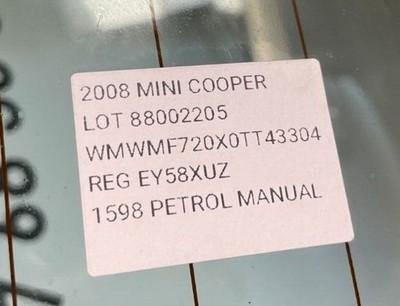 2008 MINI COOPER
LOT 88002205
WMWMF720X0TT43304
REG EY58XUZ
1598 PETROL MANUAL